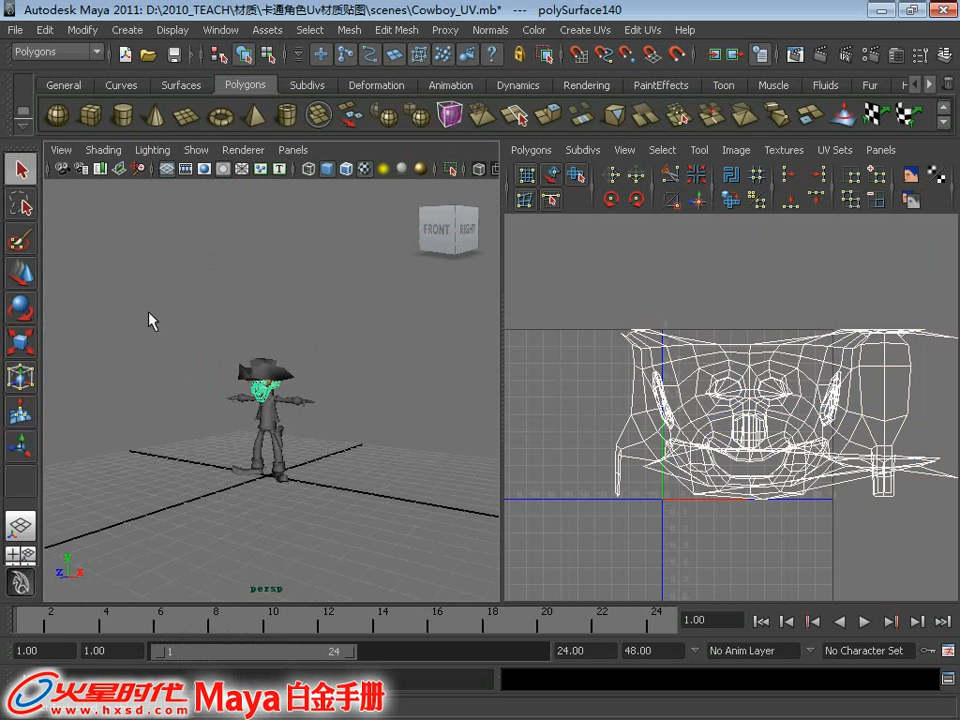 Autodesk Maya 2011: D:\2010_TEACH\材质\卡通角色Uv材质贴图\scenes\Cowboy_UV.mb* --- polySurface140
File Edit Modify Create Display Window Assets Select Mesh Edit Mesh Proxy Normals Color Create UVs Edit UVs Help
Polygons
General Curves Surfaces Polygons Subdivs Deformation Animation Dynamics Rendering PaintEffects Toon Muscle Fluids Fur
View Shading Lighting Show Renderer Panels
Polygons Subdivs View Select Tool Image Textures UV Sets Panels
FRONT RIGHT
y
z x
persp
2 4 6 8 10 12 14 16 18 20 22 24
1.00
1.00 1.00 1 24 24.00 48.00 No Anim Layer No Character Set
火星时代 Maya 白金手册
www.hxsd.com